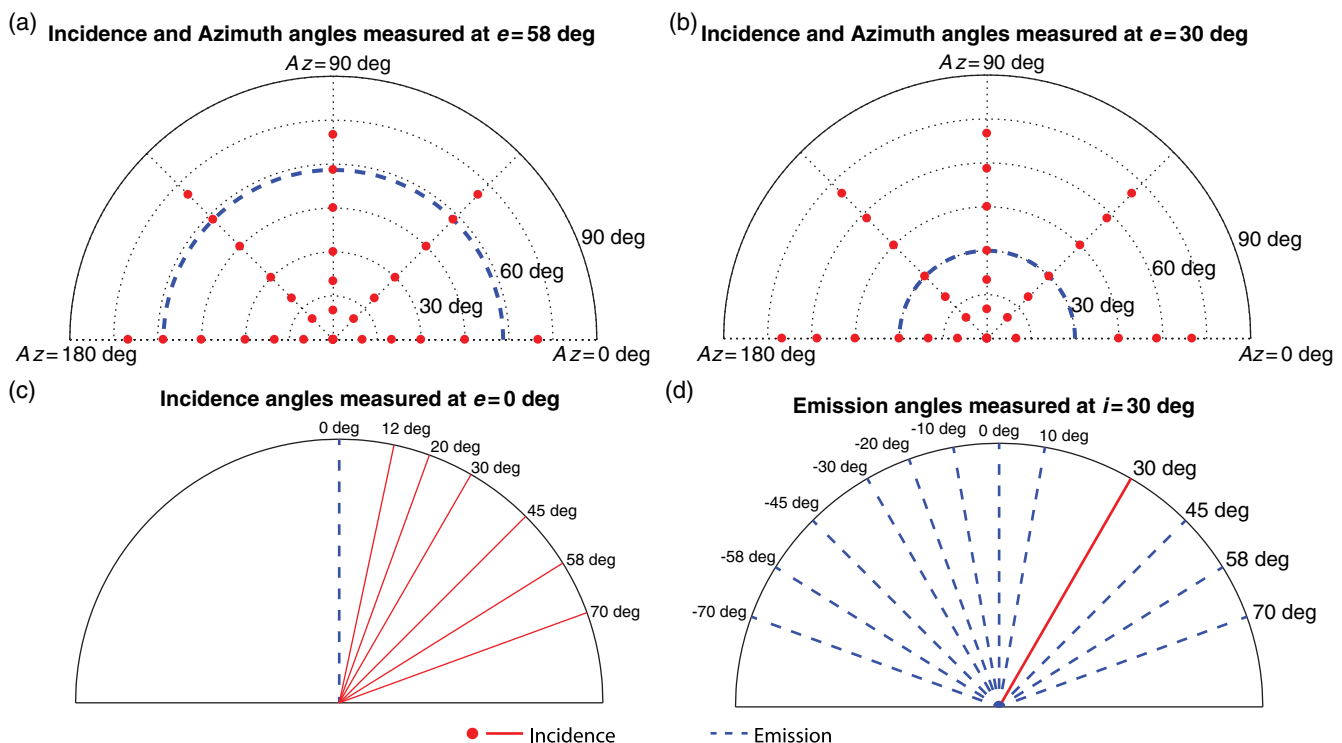 (a)
Incidence and Azimuth angles measured at e=58 deg
Az=90 deg
90 deg
60 deg
30 deg
Az=180 deg
Az=0 deg
(b)
Incidence and Azimuth angles measured at e=30 deg
Az=90 deg
90 deg
60 deg
30 deg
Az=180 deg
Az=0 deg
(c)
Incidence angles measured at e=0 deg
0 deg
12 deg
20 deg
30 deg
45 deg
58 deg
70 deg
(d)
Emission angles measured at i=30 deg
-70 deg
-58 deg
-45 deg
-30 deg
-20 deg
-10 deg
0 deg
10 deg
30 deg
45 deg
58 deg
70 deg
Incidence
Emission